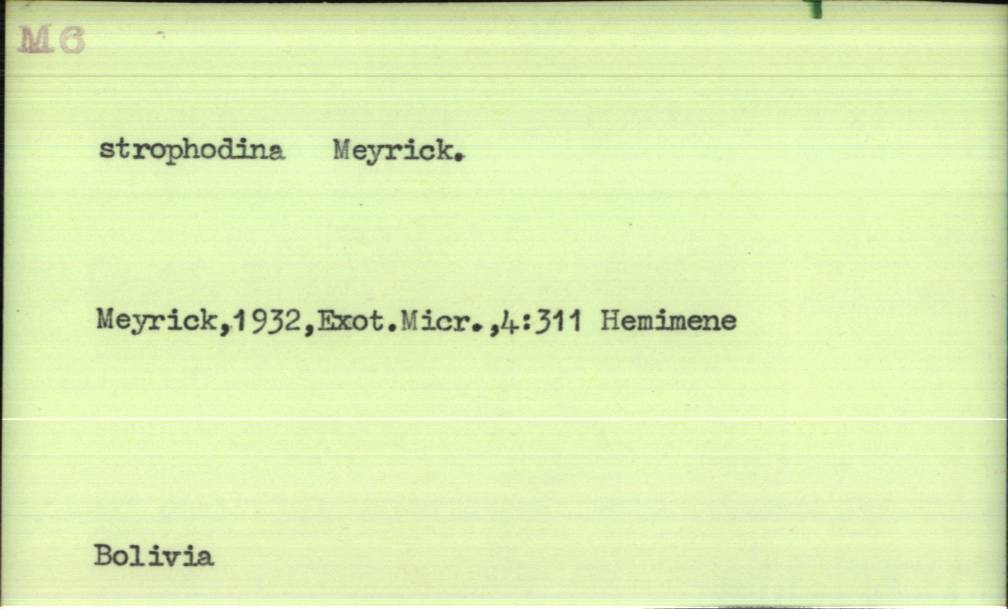 M6
strophodina Meyrick.
Meyrick,1932,Exot.Micr.,4:311 Hemimene
Bolivia